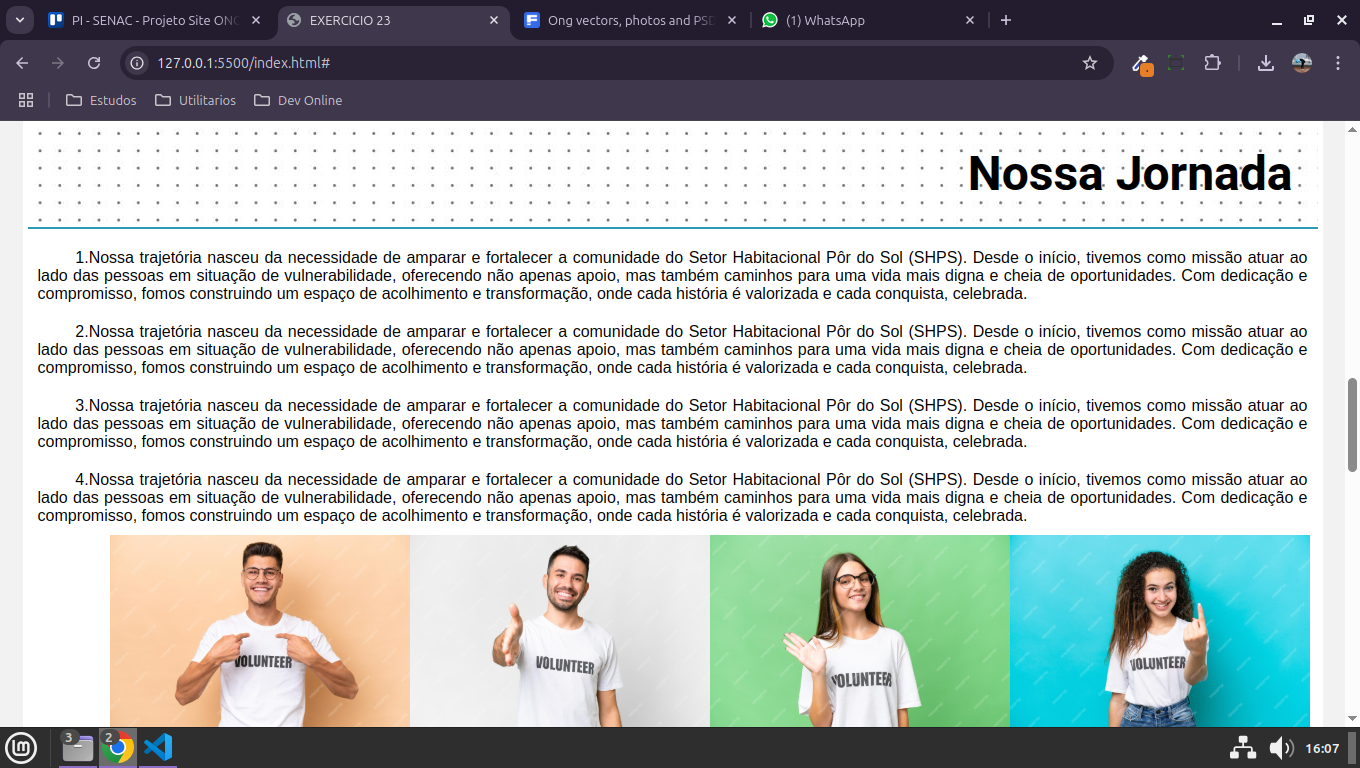 PI - SENAC - Projeto Site ONG
EXERCICIO 23
Ong vectors, photos and PSD
(1) WhatsApp
127.0.0.1:5500/index.html#
Estudos
Utilitarios
Dev Online
Nossa Jornada
1.Nossa trajetória nasceu da necessidade de amparar e fortalecer a comunidade do Setor Habitacional Pôr do Sol (SHPS). Desde o início, tivemos como missão atuar ao
lado das pessoas em situação de vulnerabilidade, oferecendo não apenas apoio, mas também caminhos para uma vida mais digna e cheia de oportunidades. Com dedicação e
compromisso, fomos construindo um espaço de acolhimento e transformação, onde cada história é valorizada e cada conquista, celebrada.
2.Nossa trajetória nasceu da necessidade de amparar e fortalecer a comunidade do Setor Habitacional Pôr do Sol (SHPS). Desde o início, tivemos como missão atuar ao
lado das pessoas em situação de vulnerabilidade, oferecendo não apenas apoio, mas também caminhos para uma vida mais digna e cheia de oportunidades. Com dedicação e
compromisso, fomos construindo um espaço de acolhimento e transformação, onde cada história é valorizada e cada conquista, celebrada.
3.Nossa trajetória nasceu da necessidade de amparar e fortalecer a comunidade do Setor Habitacional Pôr do Sol (SHPS). Desde o início, tivemos como missão atuar ao
lado das pessoas em situação de vulnerabilidade, oferecendo não apenas apoio, mas também caminhos para uma vida mais digna e cheia de oportunidades. Com dedicação e
compromisso, fomos construindo um espaço de acolhimento e transformação, onde cada história é valorizada e cada conquista, celebrada.
4.Nossa trajetória nasceu da necessidade de amparar e fortalecer a comunidade do Setor Habitacional Pôr do Sol (SHPS). Desde o início, tivemos como missão atuar ao
lado das pessoas em situação de vulnerabilidade, oferecendo não apenas apoio, mas também caminhos para uma vida mais digna e cheia de oportunidades. Com dedicação e
compromisso, fomos construindo um espaço de acolhimento e transformação, onde cada história é valorizada e cada conquista, celebrada.
VOLUNTEER
VOLUNTEER
VOLUNTEER
VOLUNTEER
3
2
16:07